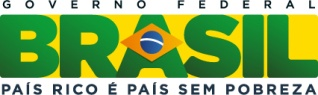 GOVERNO FEDERAL
BRASIL
PAÍS RICO É PAÍS SEM POBREZA